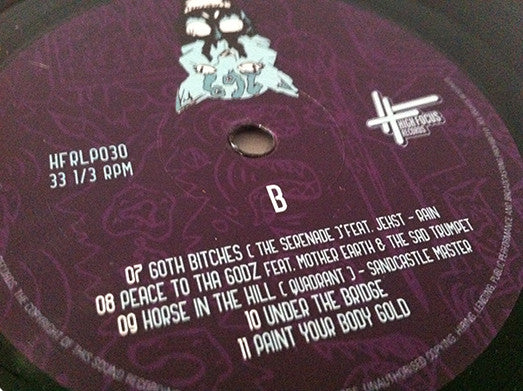 HFRLP030
33 1/3 RPM
HIGH FOCUS
RECORDS
B
07 GOTH BITCHES ( THE SERENADE ) FEAT. JEHST - RAIN
08 PEACE TO THA GODZ FEAT. MOTHER EARTH & THE SAD TRUMPET
09 HORSE IN THE HILL ( QUADRANT ) - SANDCASTLE MASTER
10 UNDER THE BRIDGE
11 PAINT YOUR BODY GOLD